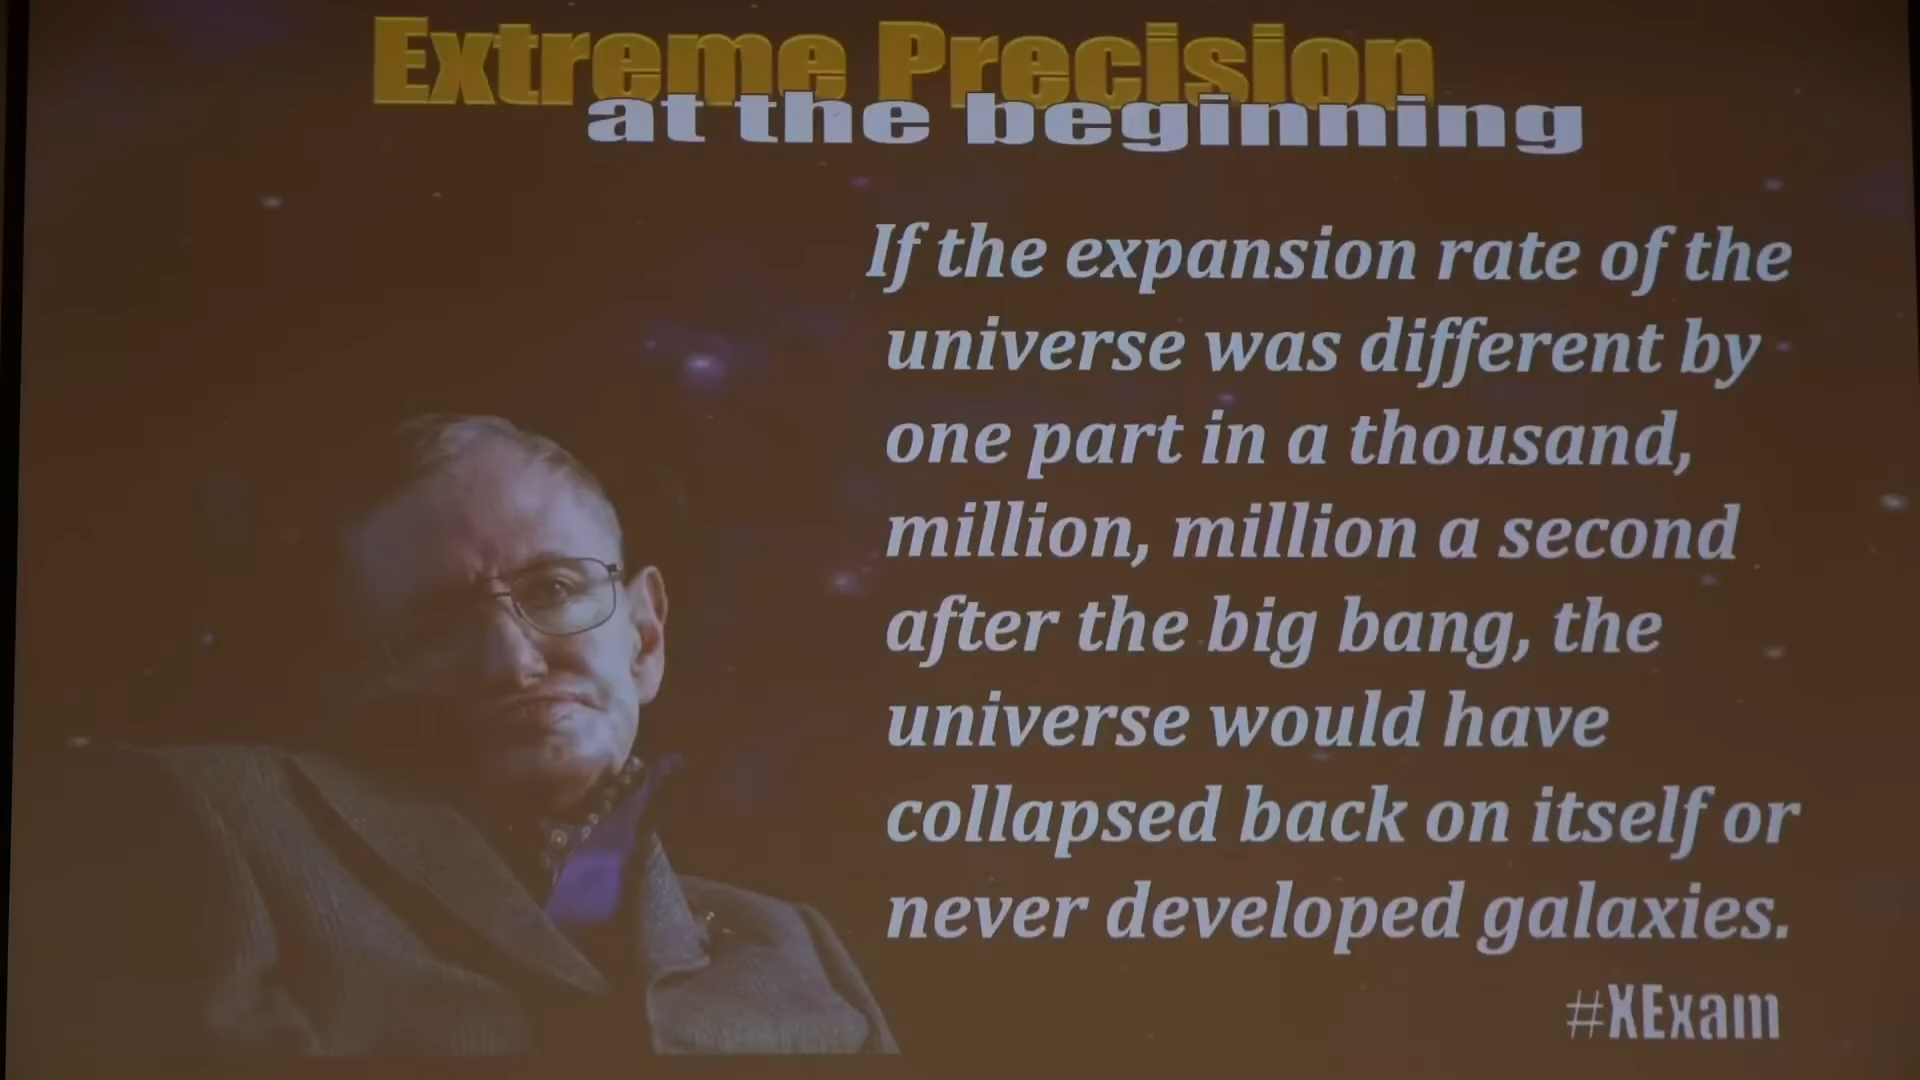 Extreme Precision
at the beginning
If the expansion rate of the
universe was different by
one part in a thousand,
million, million a second
after the big bang, the
universe would have
collapsed back on itself or
never developed galaxies.
#XExam